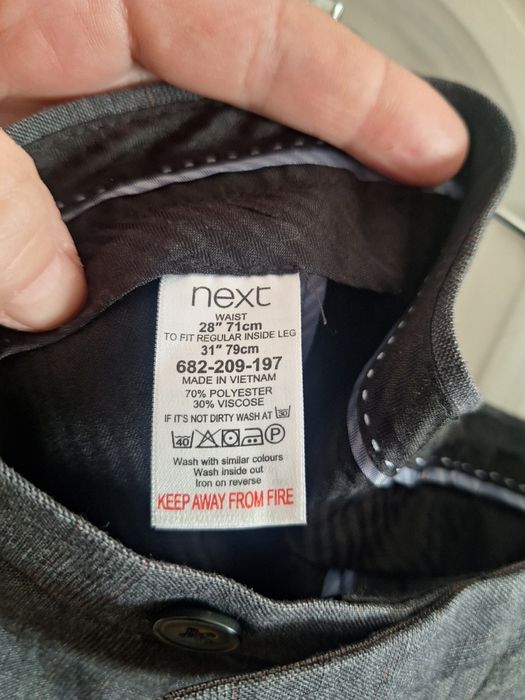 next
WAIST
28" 71cm
TO FIT REGULAR INSIDE LEG
31" 79cm
682-209-197
MADE IN VIETNAM
70% POLYESTER
30% VISCOSE
IF IT'S NOT DIRTY WASH AT 30
40 P
Wash with similar colours
Wash inside out
Iron on reverse
KEEP AWAY FROM FIRE